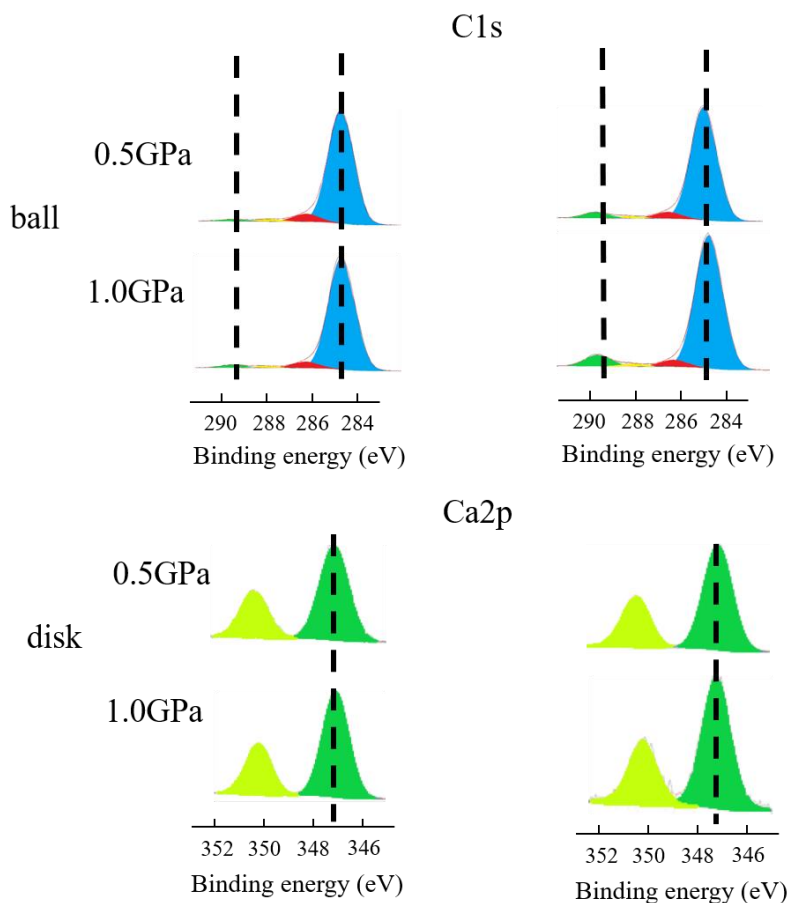 C1s
0.5GPa
ball
1.0GPa
290 288 286 284
290 288 286 284
Binding energy (eV)
Binding energy (eV)
Ca2p
0.5GPa
disk
1.0GPa
352 350 348 346
352 350 348 346
Binding energy (eV)
Binding energy (eV)